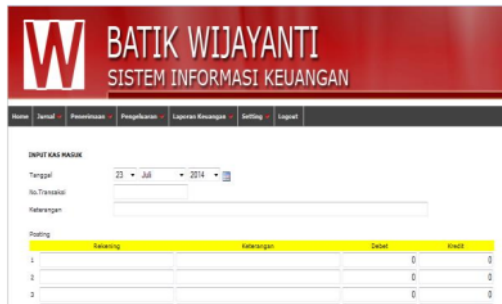 W
BATIK WIJAYANTI
SISTEM INFORMASI KEUANGAN
Home Jurnal Penerimaan Pengeluaran Laporan Keuangan Setting Logout
INPUT KAS MASUK
Tanggal 23 Juli 2014
No.Transaksi
Keterangan
Posting
Rekening Keterangan Debet Kredit
1 0 0
2 0 0
3 0 0